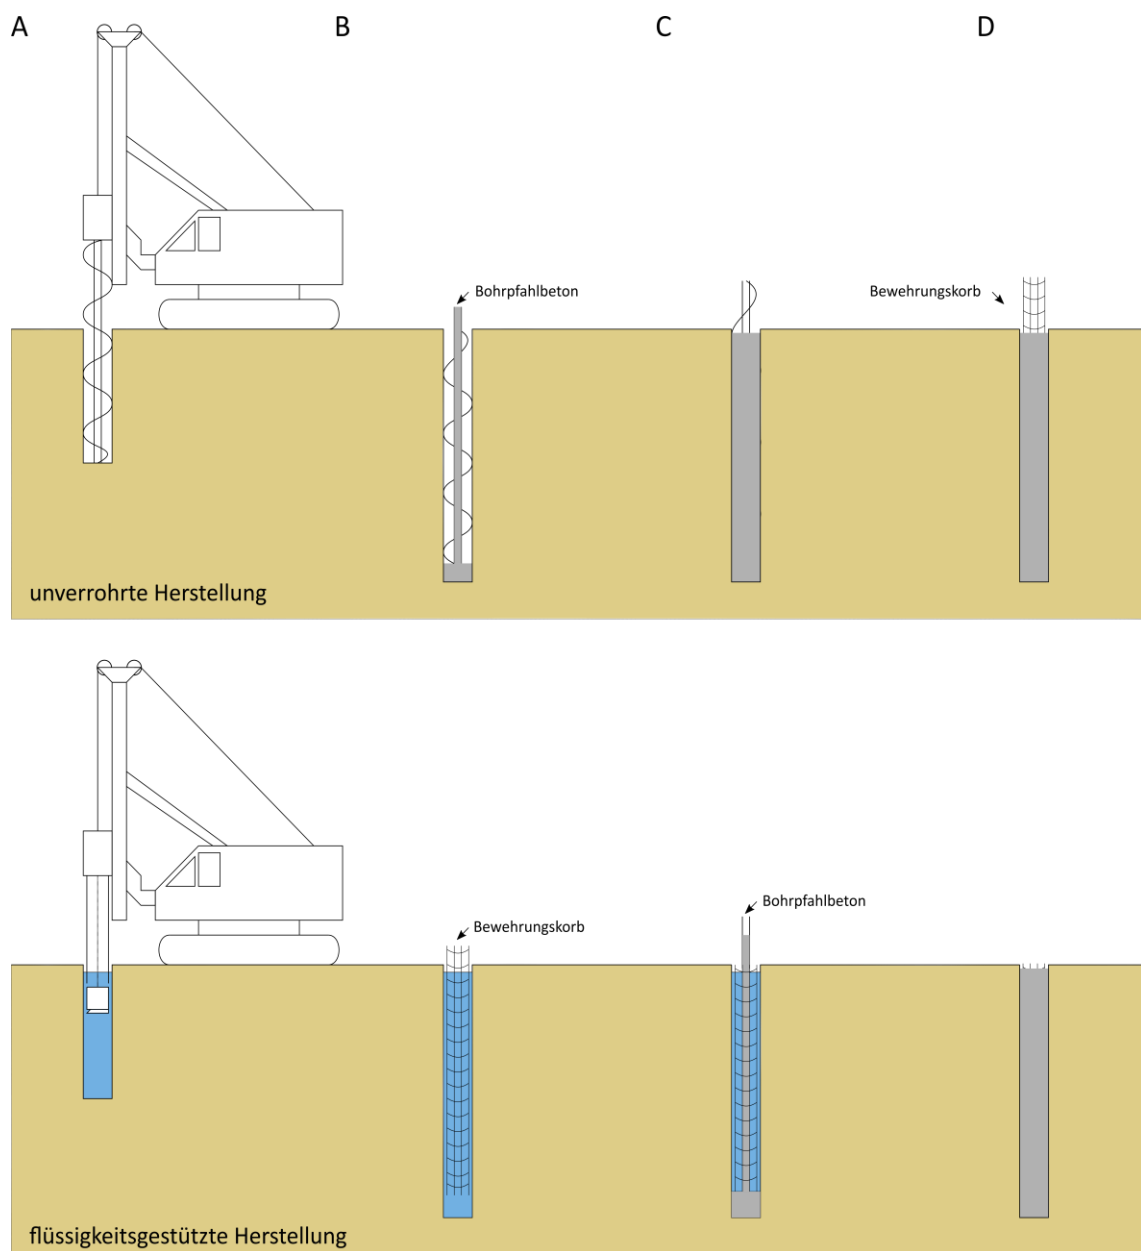 A
B
C
D
Bohrpfahlbeton
Bewehrungskorb
unverrohrte Herstellung
Bewehrungskorb
Bohrpfahlbeton
flüssigkeitsgestützte Herstellung